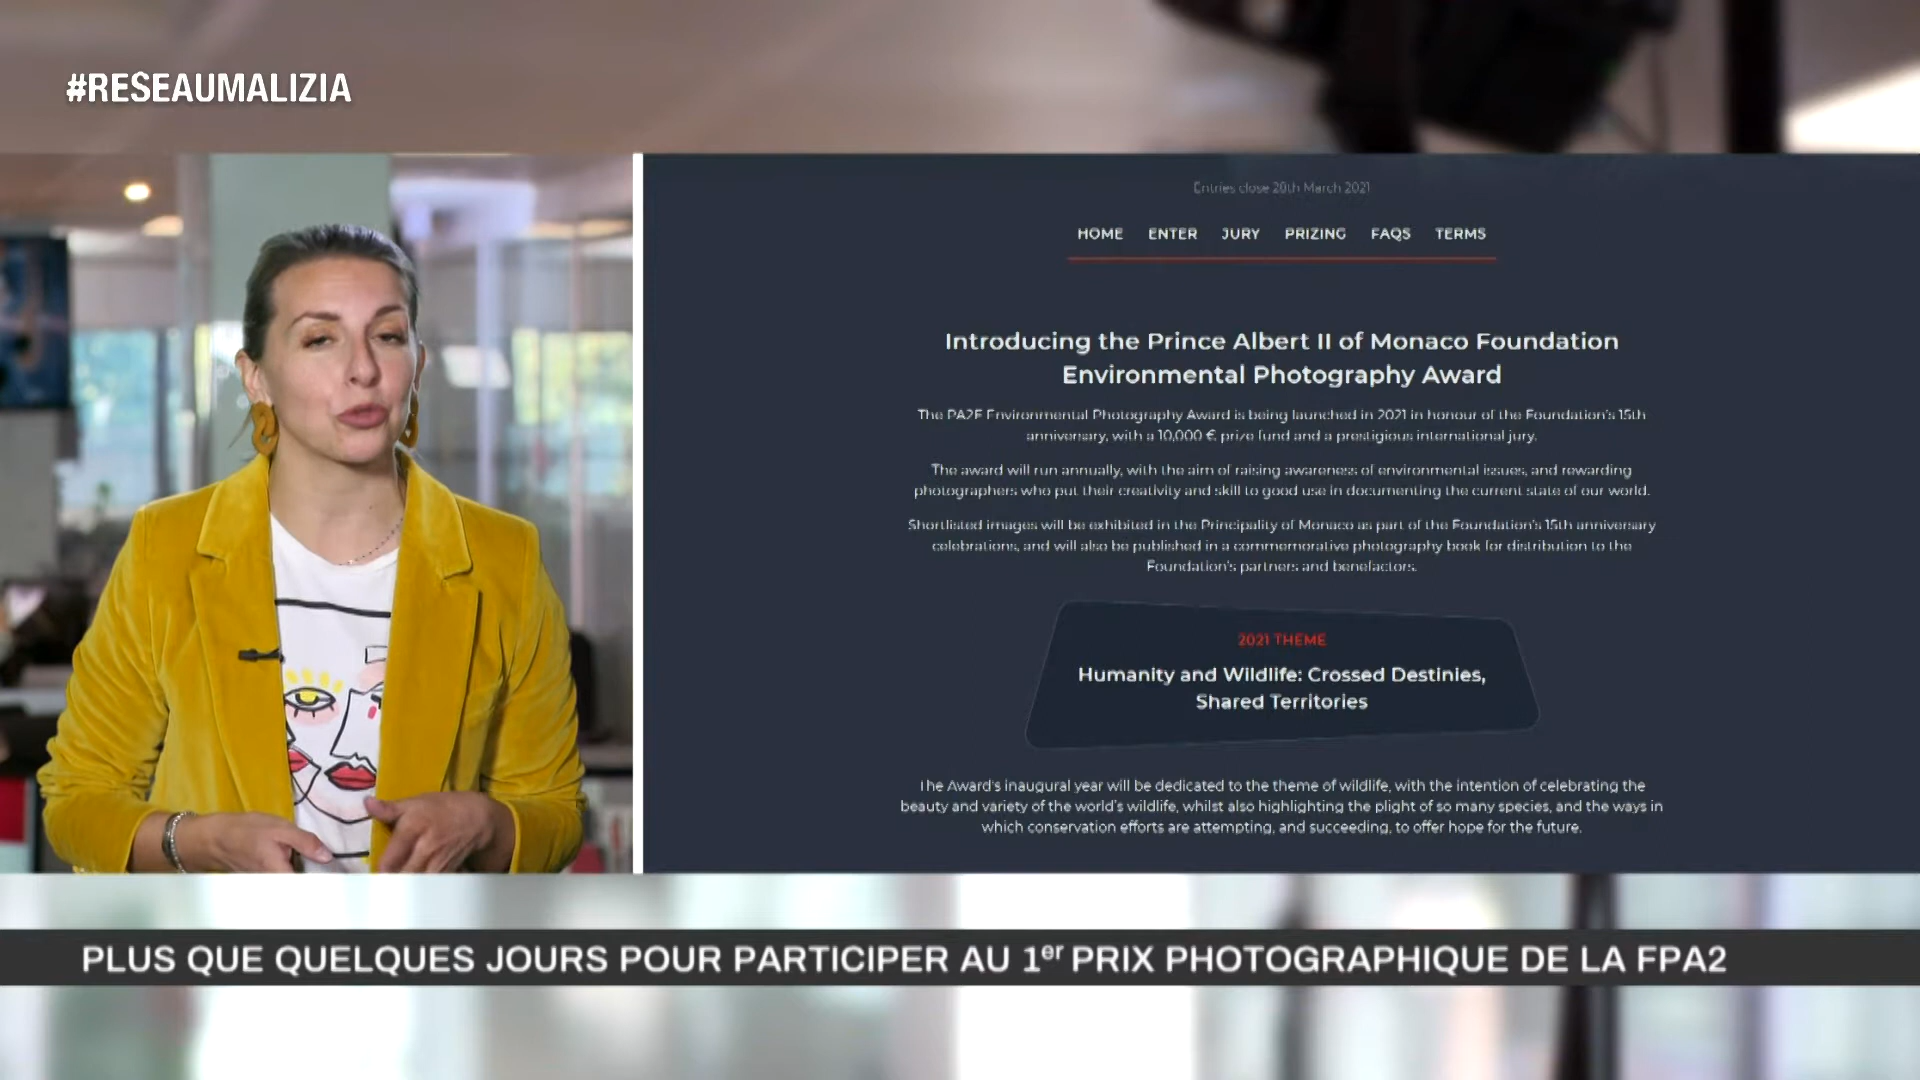 #RESEAUMALIZIA
Entries close 20th March 2021
HOME ENTER JURY PRIZING FAQS TERMS
Introducing the Prince Albert II of Monaco Foundation
Environmental Photography Award
The PA2F Environmental Photography Award is being launched in 2021 in honour of the Foundation's 15th
anniversary, with a 10,000 € prize fund and a prestigious international jury.
The award will run annually, with the aim of raising awareness of environmental issues, and rewarding
photographers who put their creativity and skill to good use in documenting the current state of our world.
Shortlisted images will be exhibited in the Principality of Monaco as part of the Foundation's 15th anniversary
celebrations, and will also be published in a commemorative photography book for distribution to the
Foundation's partners and benefactors.
2021 THEME
Humanity and Wildlife: Crossed Destinies,
Shared Territories
The Award's inaugural year will be dedicated to the theme of wildlife, with the intention of celebrating the
beauty and variety of the world's wildlife, whilst also highlighting the plight of so many species, and the ways in
which conservation efforts are attempting, and succeeding, to offer hope for the future.
PLUS QUE QUELQUES JOURS POUR PARTICIPER AU 1er PRIX PHOTOGRAPHIQUE DE LA FPA2